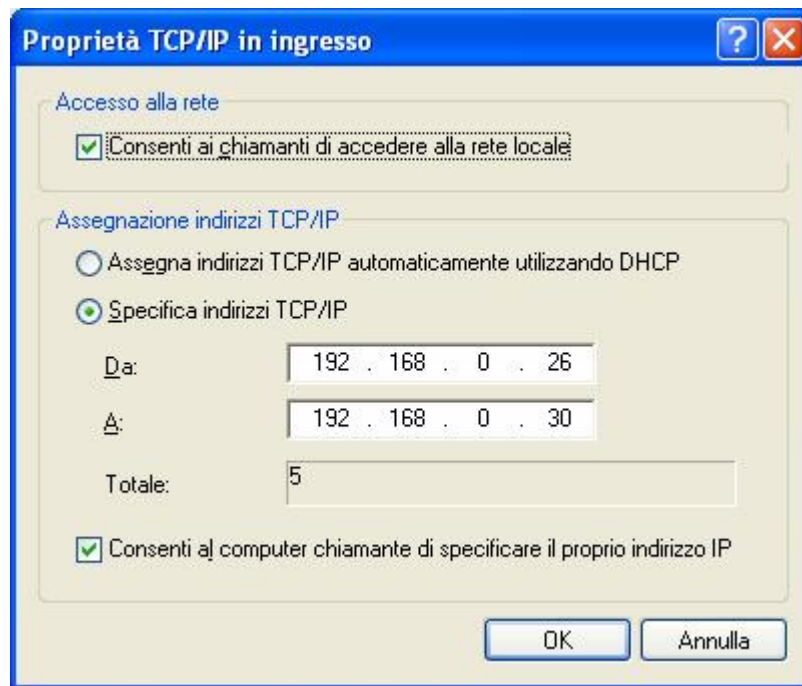 Proprietà TCP/IP in ingresso
Accesso alla rete
Consenti ai chiamanti di accedere alla rete locale
Assegnazione indirizzi TCP/IP
Assegna indirizzi TCP/IP automaticamente utilizzando DHCP
Specifica indirizzi TCP/IP
Da: 192 . 168 . 0 . 26
A: 192 . 168 . 0 . 30
Totale: 5
Consenti al computer chiamante di specificare il proprio indirizzo IP
OK Annulla